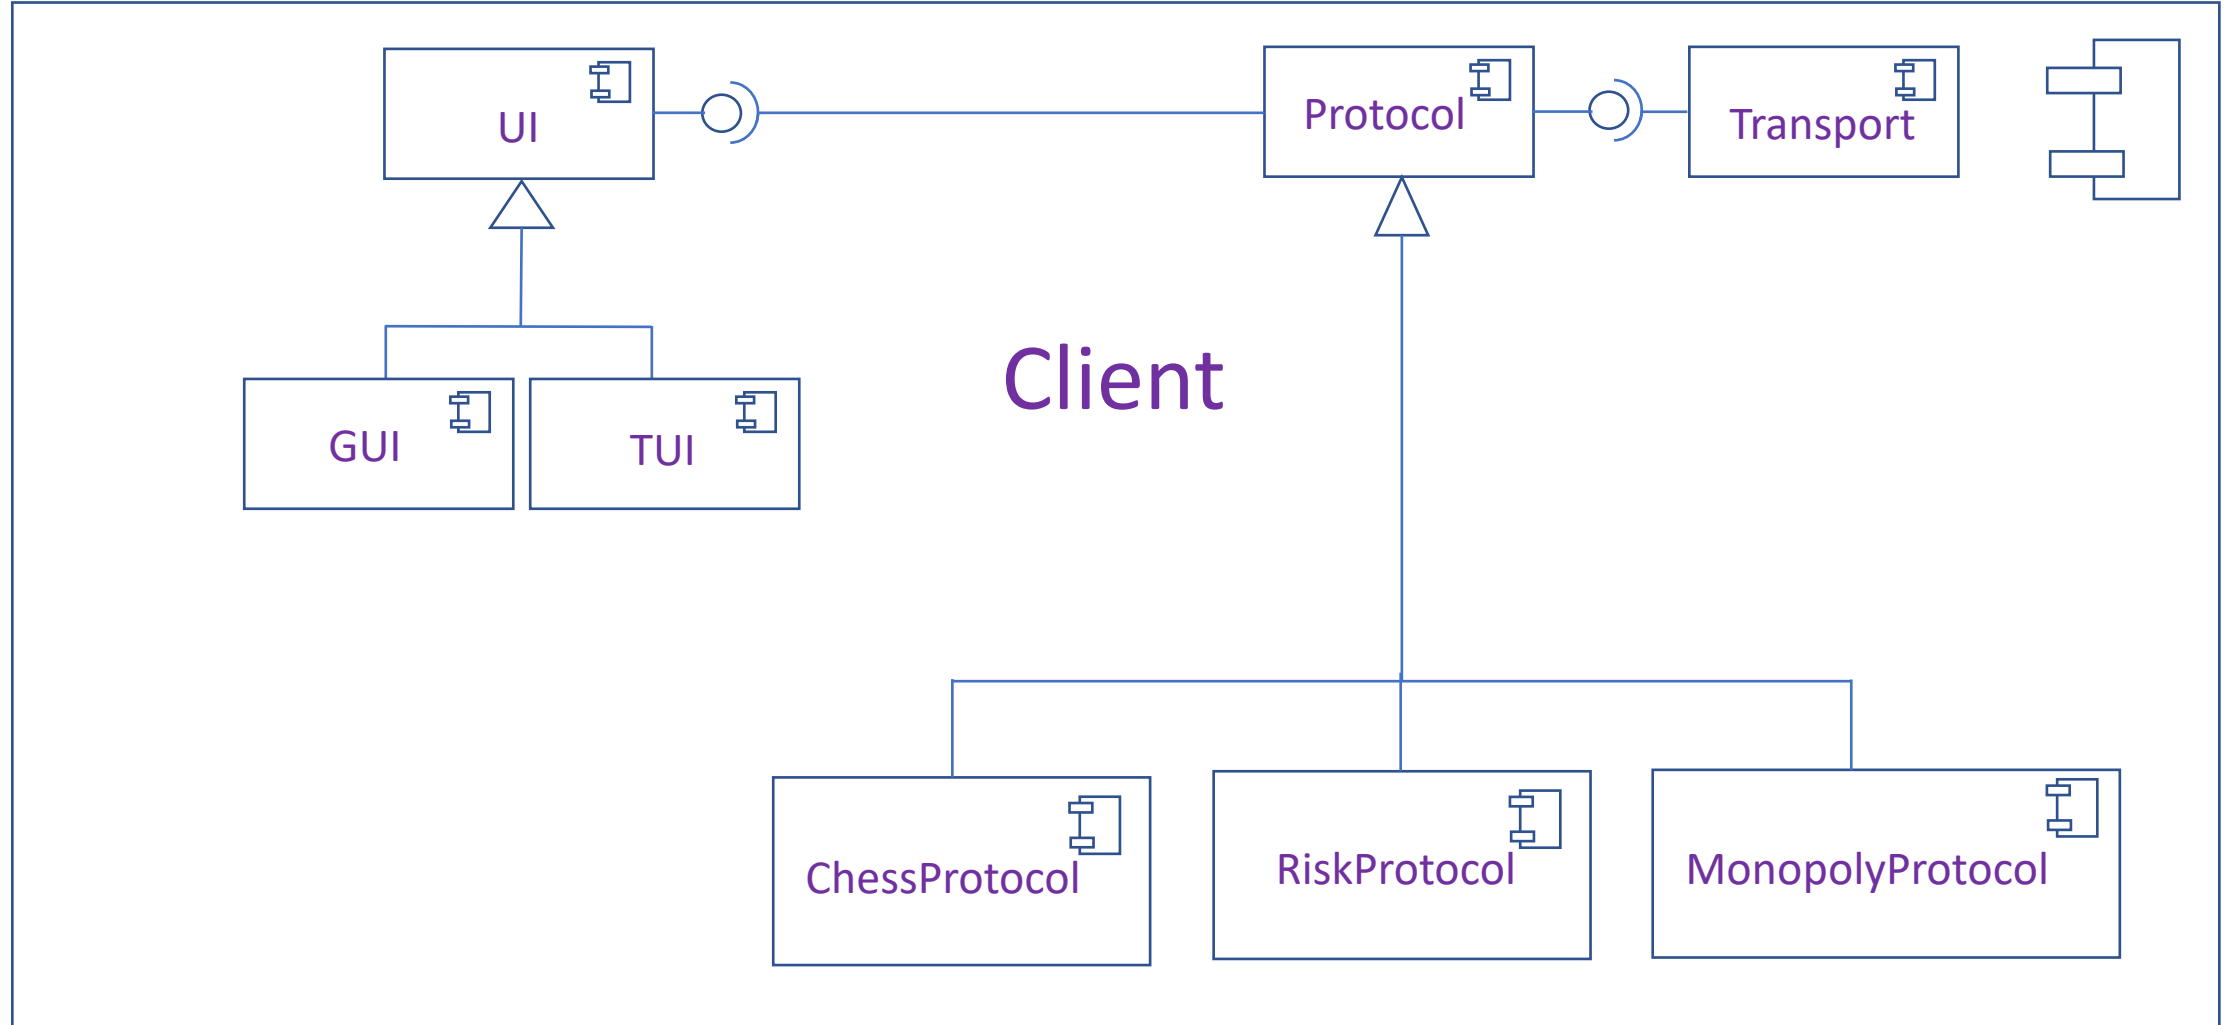 UI
Protocol
Transport
Client
GUI
TUI
ChessProtocol
RiskProtocol
MonopolyProtocol